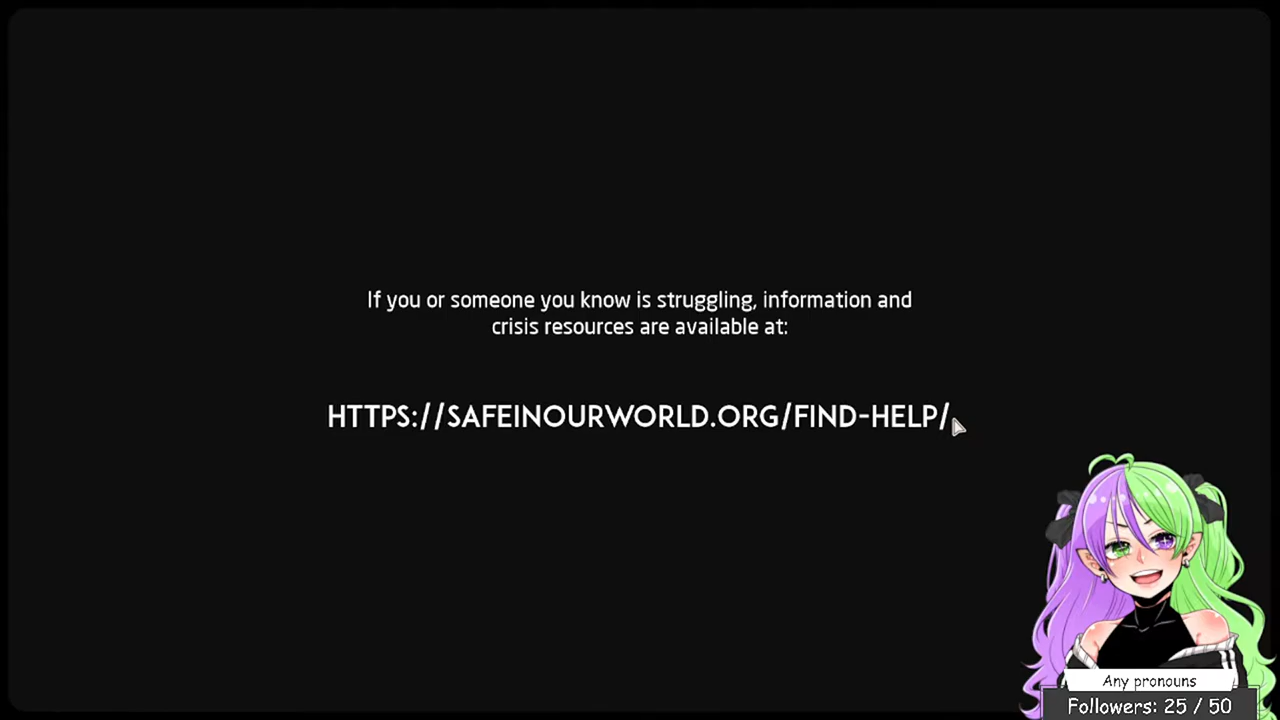 If you or someone you know is struggling, information and
crisis resources are available at:
HTTPS://SAFEINOURWORLD.ORG/FIND-HELP/
Any pronouns
Followers: 25 / 50